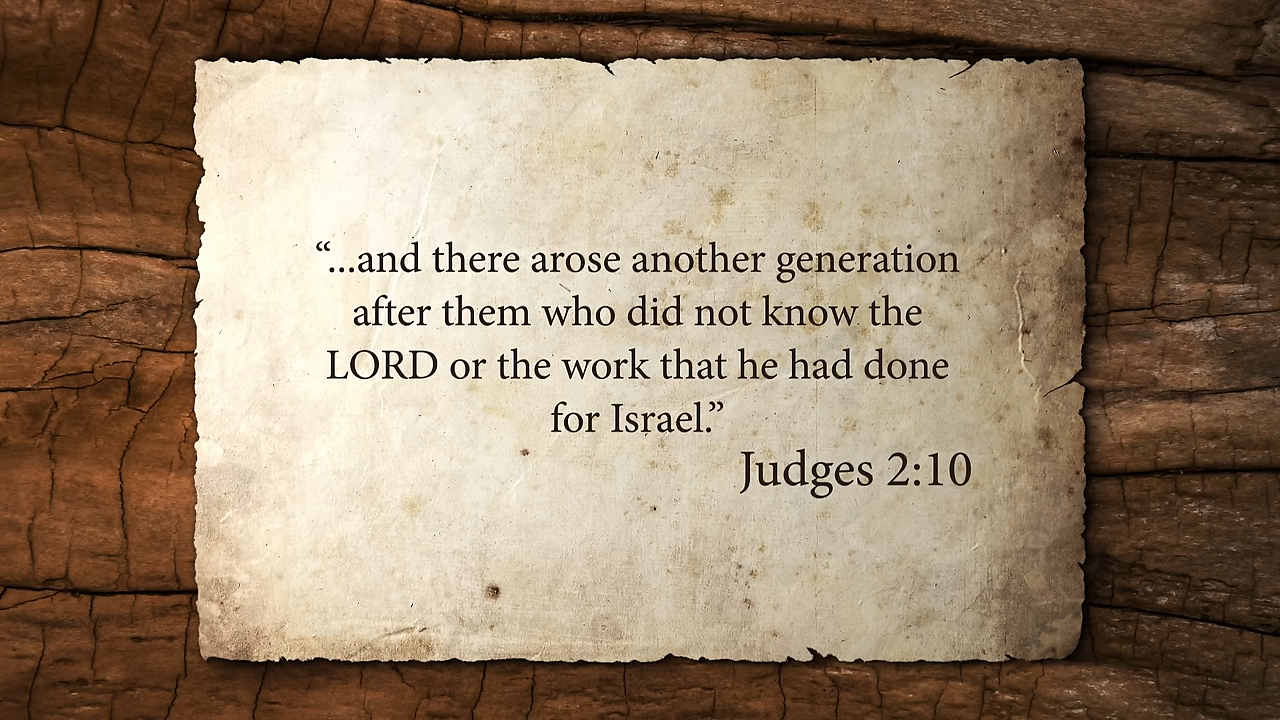 “...and there arose another generation
after them who did not know the
LORD or the work that he had done
for Israel.”
Judges 2:10